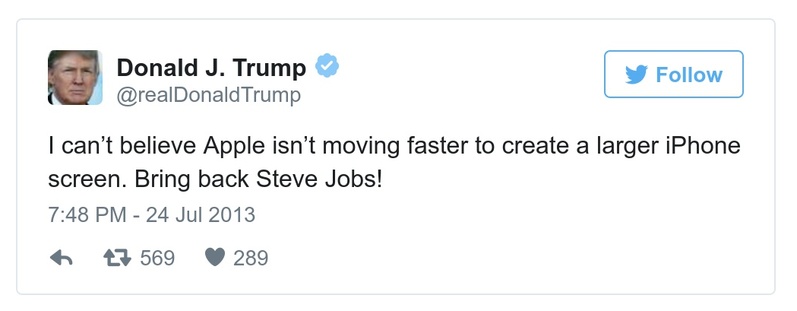 Donald J. Trump
@realDonaldTrump
Follow
I can’t believe Apple isn’t moving faster to create a larger iPhone
screen. Bring back Steve Jobs!
7:48 PM - 24 Jul 2013
569 289